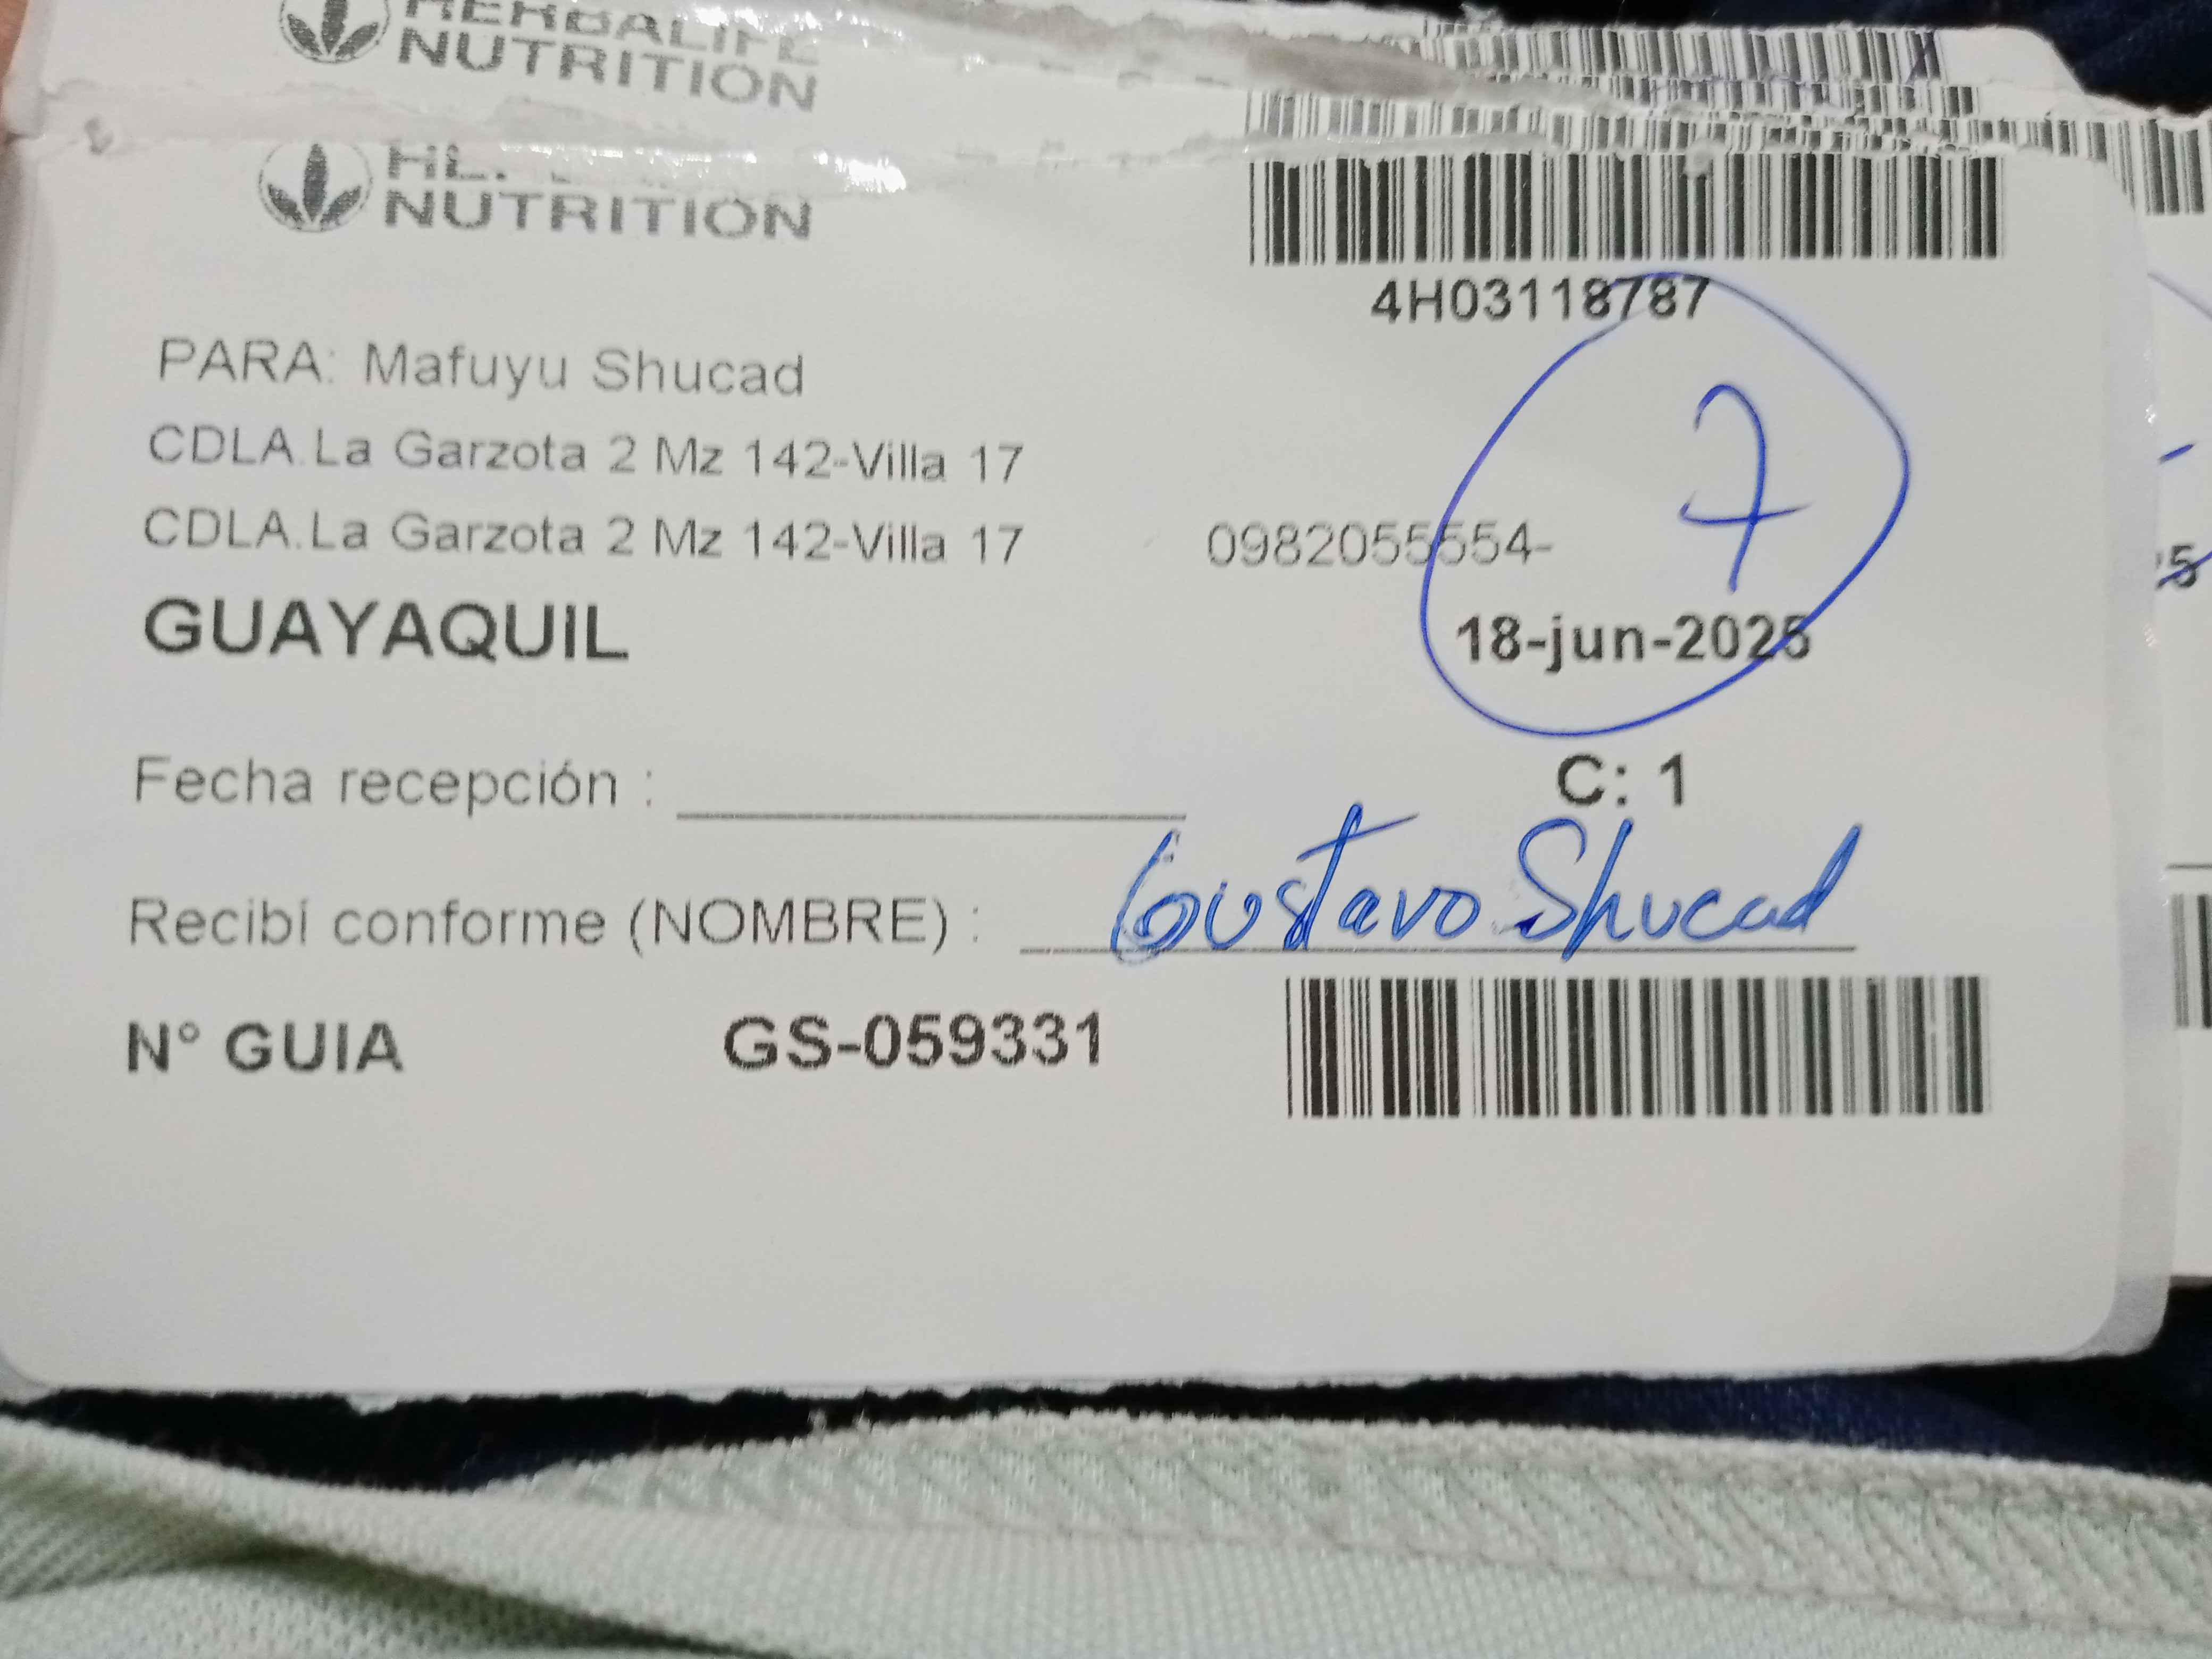 HERBALIFE
NUTRITION
NUTRITION
4H03118787
PARA: Mafuyu Shucad
CDLA.La Garzota 2 Mz 142-Villa 17
7
CDLA.La Garzota 2 Mz 142-Villa 17 0982055554-
GUAYAQUIL 18-jun-2025
Fecha recepción : C: 1
Recibí conforme (NOMBRE) : Gustavo Shucad
N° GUIA GS-059331